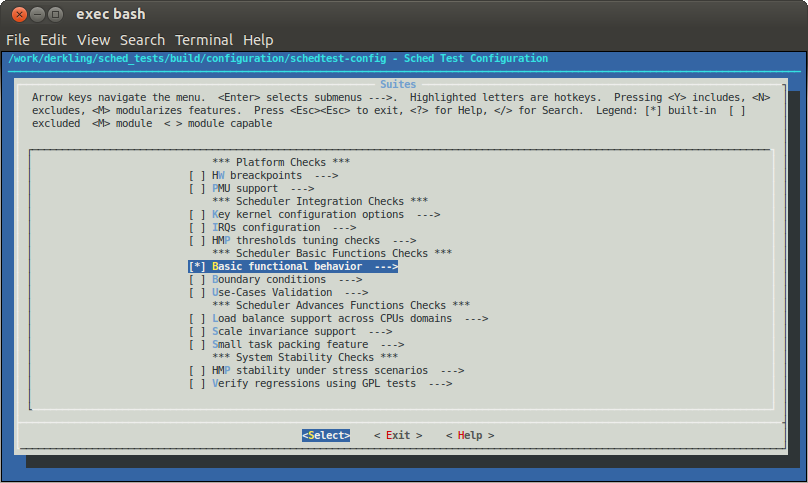 exec bash
File Edit View Search Terminal Help
/work/derkling/sched_tests/build/configuration/schedtest-config - Sched Test Configuration
Suites
Arrow keys navigate the menu. <Enter> selects submenus --->. Highlighted letters are hotkeys. Pressing <Y> includes, <N>
excludes, <M> modularizes features. Press <Esc><Esc> to exit, <?> for Help, </> for Search. Legend: [*] built-in [ ]
excluded <M> module < > module capable
*** Platform Checks ***
[ ] HW breackpoints --->
[ ] PMU support --->
*** Scheduler Integration Checks ***
[ ] Key kernel configuration options --->
[ ] IRQs configuration --->
[ ] HMP thresholds tuning checks --->
*** Scheduler Basic Functions Checks ***
[*] Basic functional behavior --->
[ ] Boundary conditions --->
[ ] Use-Cases Validation --->
*** Scheduler Advances Functions Checks ***
[ ] Load balance support across CPUs domains --->
[ ] Scale invariance support --->
[ ] Small task packing feature --->
*** System Stability Checks ***
[ ] HMP stability under stress scenarios --->
[ ] Verify regressions using GPL tests --->
<Select> < Exit > < Help >